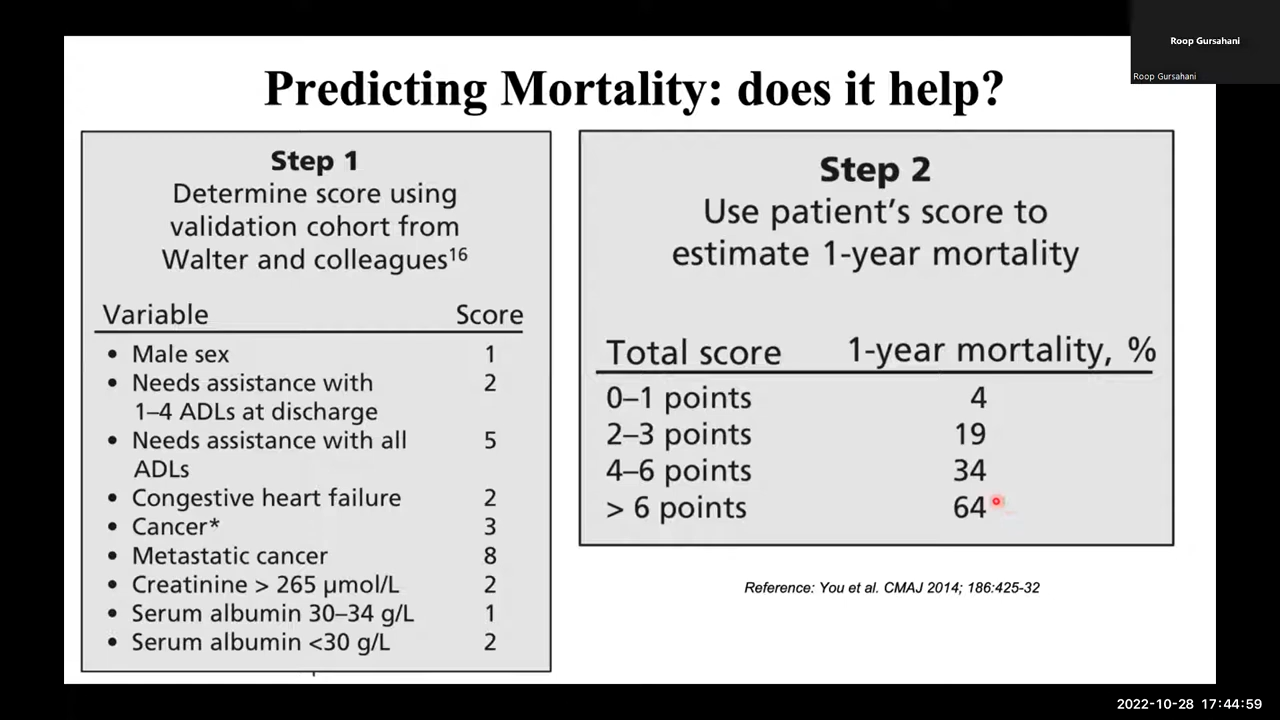 Roop Gursahani
Roop Gursahani
Predicting Mortality: does it help?
Step 1
Determine score using
validation cohort from
Walter and colleagues16
Variable Score
• Male sex 1
• Needs assistance with 2
1–4 ADLs at discharge
• Needs assistance with all 5
ADLs
• Congestive heart failure 2
• Cancer* 3
• Metastatic cancer 8
• Creatinine > 265 µmol/L 2
• Serum albumin 30–34 g/L 1
• Serum albumin <30 g/L 2
Step 2
Use patient’s score to
estimate 1-year mortality
Total score 1-year mortality, %
0–1 points 4
2–3 points 19
4–6 points 34
> 6 points 64
Reference: You et al. CMAJ 2014; 186:425-32
2022-10-28 17:44:59